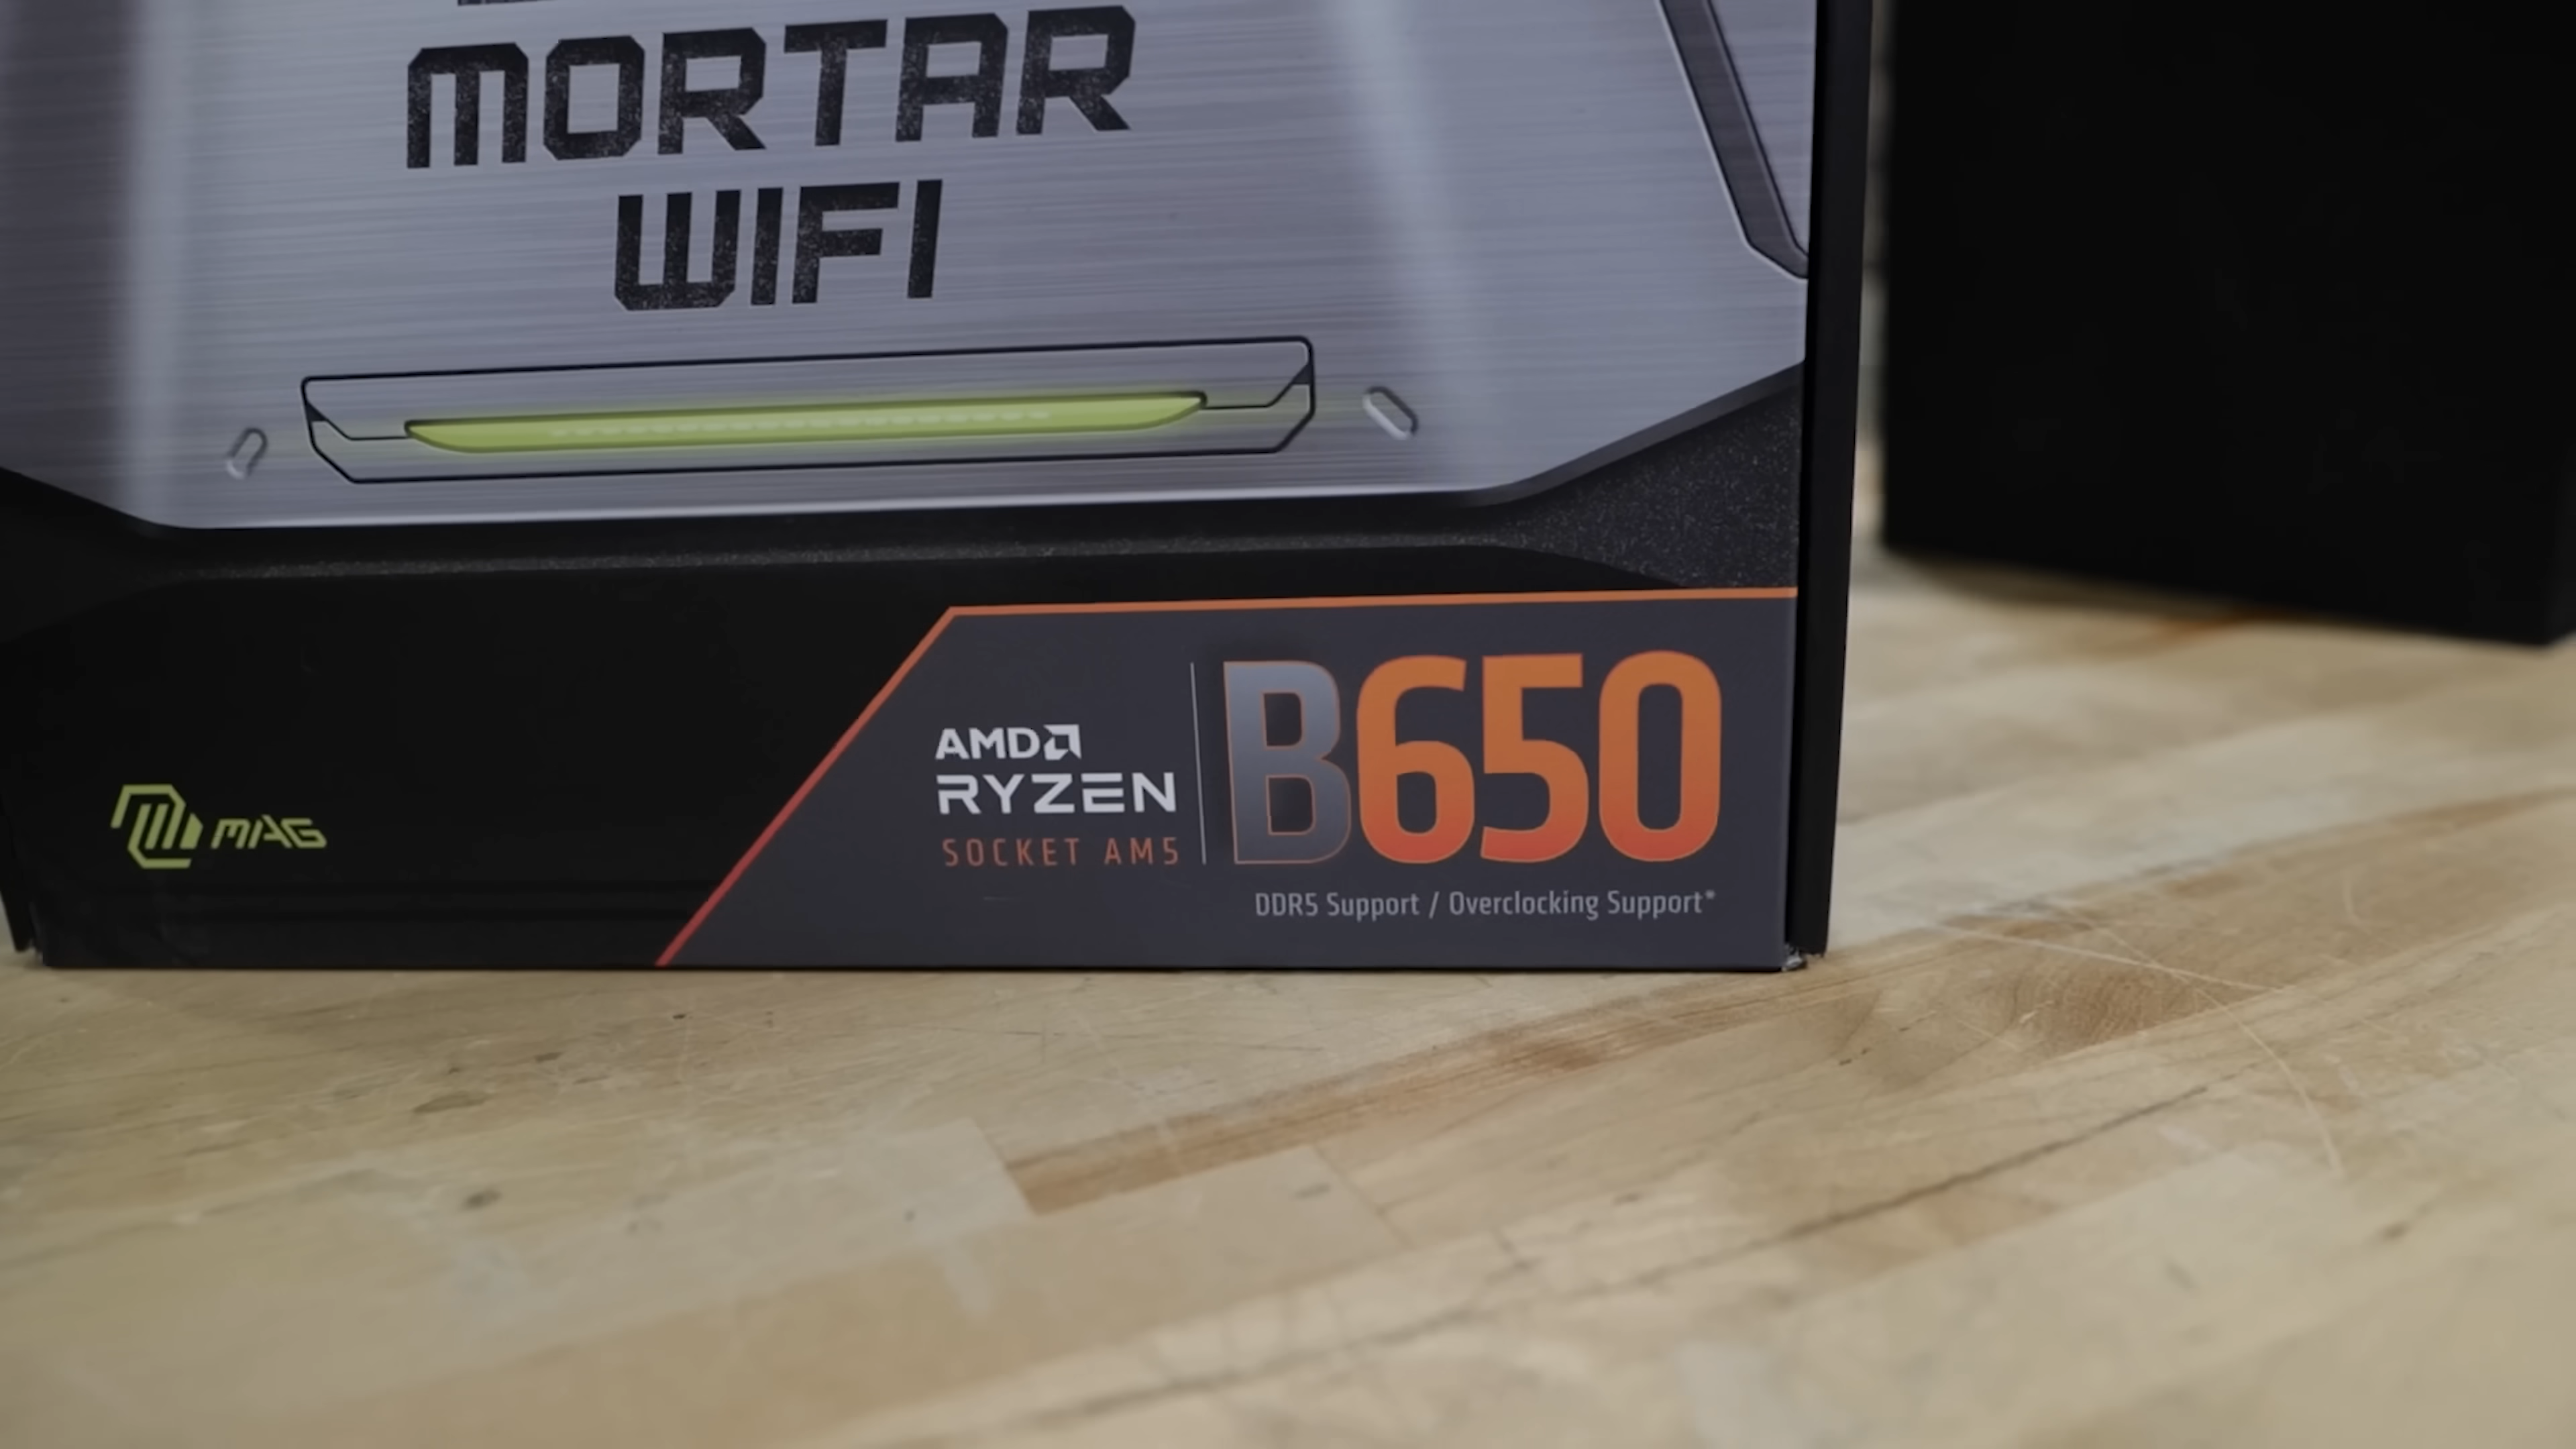 MORTAR
WIFI
AMD
RYZEN
SOCKET AM5
B650
DDR5 Support / Overclocking Support*
MAG